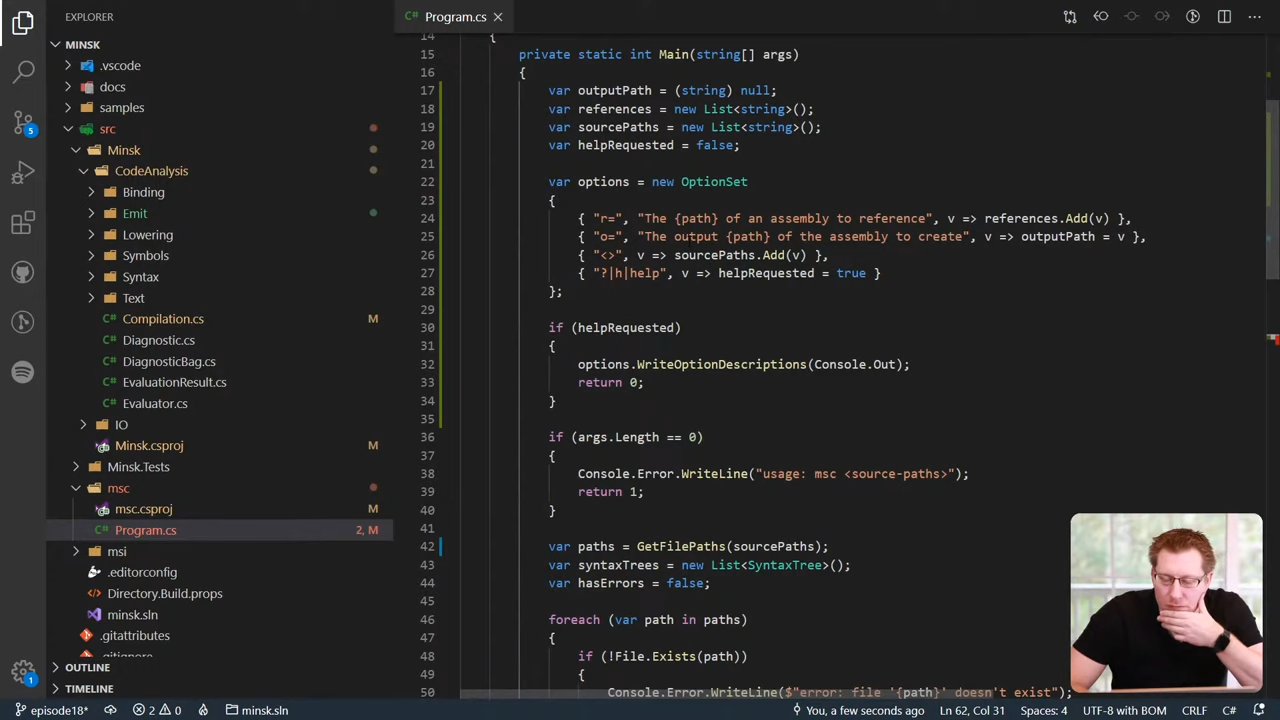 EXPLORER
MINSK
.vscode
docs
samples
src
Minsk
CodeAnalysis
Binding
Emit
Lowering
Symbols
Syntax
Text
C# Compilation.cs M
C# Diagnostic.cs
C# DiagnosticBag.cs
C# EvaluationResult.cs
C# Evaluator.cs
IO
Minsk.csproj M
Minsk.Tests
msc
msc.csproj M
C# Program.cs 2, M
msi
.editorconfig
Directory.Build.props
minsk.sln
.gitattributes
.gitignore
OUTLINE
TIMELINE
5
1
C# Program.cs
14 {
15 private static int Main(string[] args)
16 {
17 var outputPath = (string) null;
18 var references = new List<string>();
19 var sourcePaths = new List<string>();
20 var helpRequested = false;
21
22 var options = new OptionSet
23 {
24 { "r=", "The {path} of an assembly to reference", v => references.Add(v) },
25 { "o=", "The output {path} of the assembly to create", v => outputPath = v },
26 { "<>", v => sourcePaths.Add(v) },
27 { "?|h|help", v => helpRequested = true }
28 };
29
30 if (helpRequested)
31 {
32 options.WriteOptionDescriptions(Console.Out);
33 return 0;
34 }
35
36 if (args.Length == 0)
37 {
38 Console.Error.WriteLine("usage: msc <source-paths>");
39 return 1;
40 }
41
42 var paths = GetFilePaths(sourcePaths);
43 var syntaxTrees = new List<SyntaxTree>();
44 var hasErrors = false;
45
46 foreach (var path in paths)
47 {
48 if (!File.Exists(path))
49 {
50 Console.Error.WriteLine($"error: file '{path}' doesn't exist");
episode18* 2 0 minsk.sln You, a few seconds ago Ln 62, Col 31 Spaces: 4 UTF-8 with BOM CRLF C#